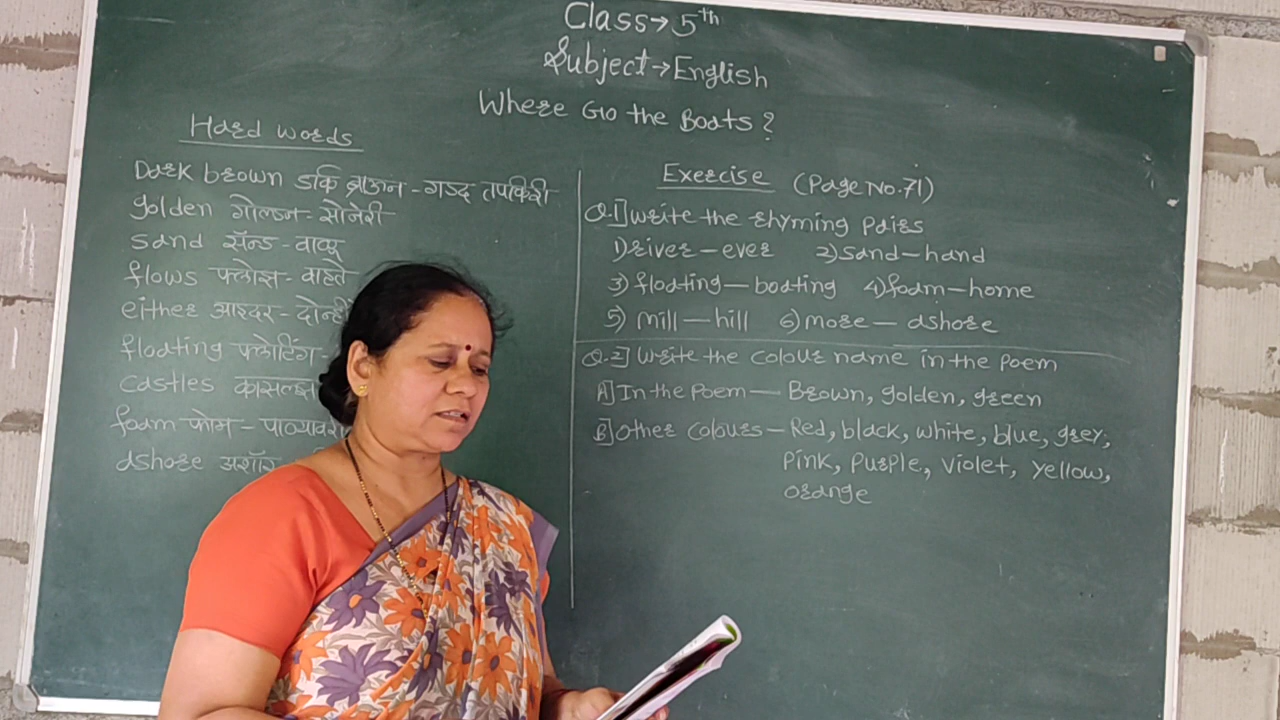 Class→5th
Subject→English
Where Go the Boats?
Hard words
Dark brown डार्क ब्राऊन - गडद तपकिरी
golden गोल्डन - सोनेरी
sand सॅन्ड - वाळू
flows फ्लोज - वाहते
either आइदर - दोन्ही
floating फ्लोटिंग -
castles कासल्स
foam फोम - पाण्यावरी
ashore अशोर
Exercise (Page No. 71)
Q.1] write the rhyming pairs
1) river — ever 2) sand — hand
3) floating — boating 4) foam — home
5) mill — hill 6) more — ashore
Q.2] Write the colour name in the poem
A] In the poem — Brown, golden, green
B] Other colours — Red, black, white, blue, grey,
Pink, purple, violet, yellow,
orange